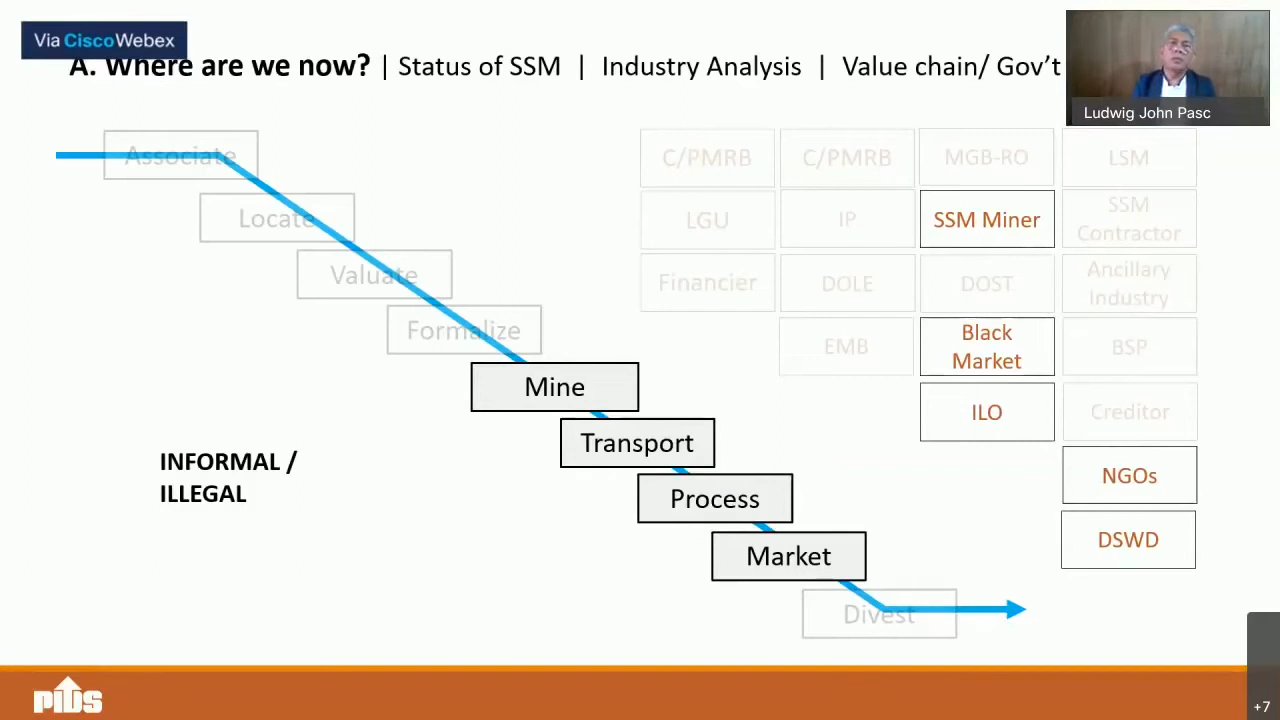 Via CiscoWebex
A. Where are we now? | Status of SSM | Industry Analysis | Value chain/ Gov’t
Ludwig John Pasc
Associate
Locate
Valuate
Formalize
Mine
Transport
Process
Market
Divest
INFORMAL /
ILLEGAL
C/PMRB
C/PMRB
MGB-RO
LSM
LGU
IP
SSM Miner
SSM
Contractor
Financier
DOLE
DOST
Ancillary
Industry
EMB
Black
Market
BSP
ILO
Creditor
NGOs
DSWD
PIDS
+7